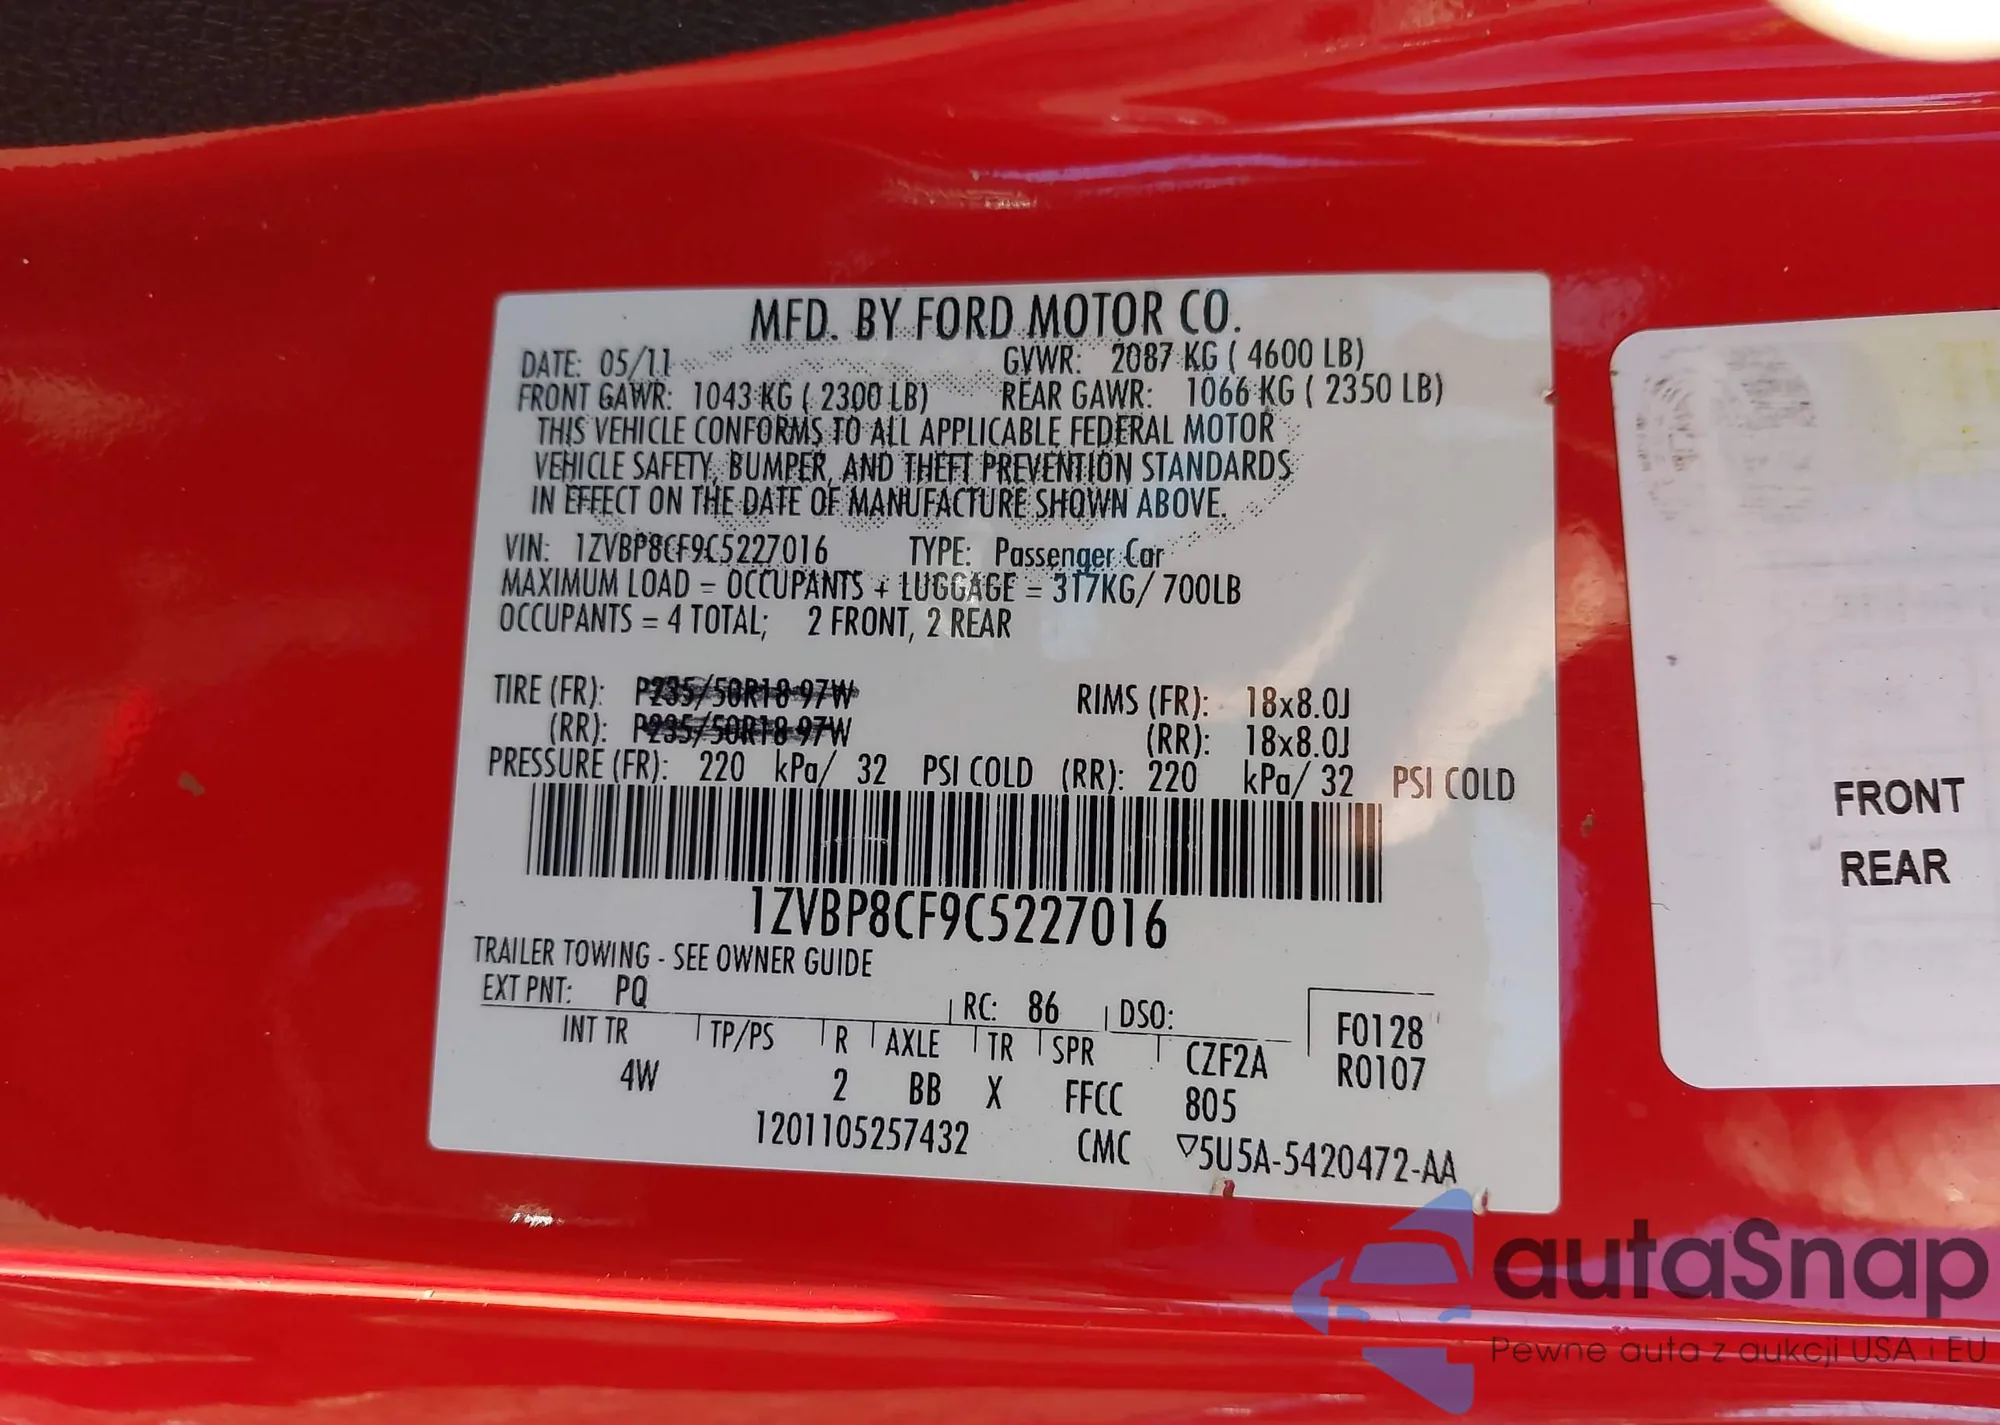 MFD. BY FORD MOTOR CO.
DATE: 05/11 GVWR: 2087 KG ( 4600 LB)
FRONT GAWR: 1043 KG ( 2300 LB) REAR GAWR: 1066 KG ( 2350 LB)
THIS VEHICLE CONFORMS TO ALL APPLICABLE FEDERAL MOTOR
VEHICLE SAFETY, BUMPER, AND THEFT PREVENTION STANDARDS
IN EFFECT ON THE DATE OF MANUFACTURE SHOWN ABOVE.
VIN: 1ZVBP8CF9C5227016 TYPE: Passenger Car
MAXIMUM LOAD = OCCUPANTS + LUGGAGE = 317KG/ 700LB
OCCUPANTS = 4 TOTAL; 2 FRONT, 2 REAR
TIRE (FR): P235/50R18 97W RIMS (FR): 18x8.0J
(RR): P235/50R18 97W (RR): 18x8.0J
PRESSURE (FR): 220 kPa/ 32 PSI COLD (RR): 220 kPa/ 32 PSI COLD
1ZVBP8CF9C5227016
TRAILER TOWING - SEE OWNER GUIDE
EXT PNT: PQ RC: 86 DSO: F0128
INT TR TP/PS R AXLE TR SPR CZF2A R0107
4W 2 BB X FFCC 805
1201105257432 CMC ▽5U5A-5420472-AA
FRONT
REAR
autaSnap
Pewne auta z aukcji USA i EU